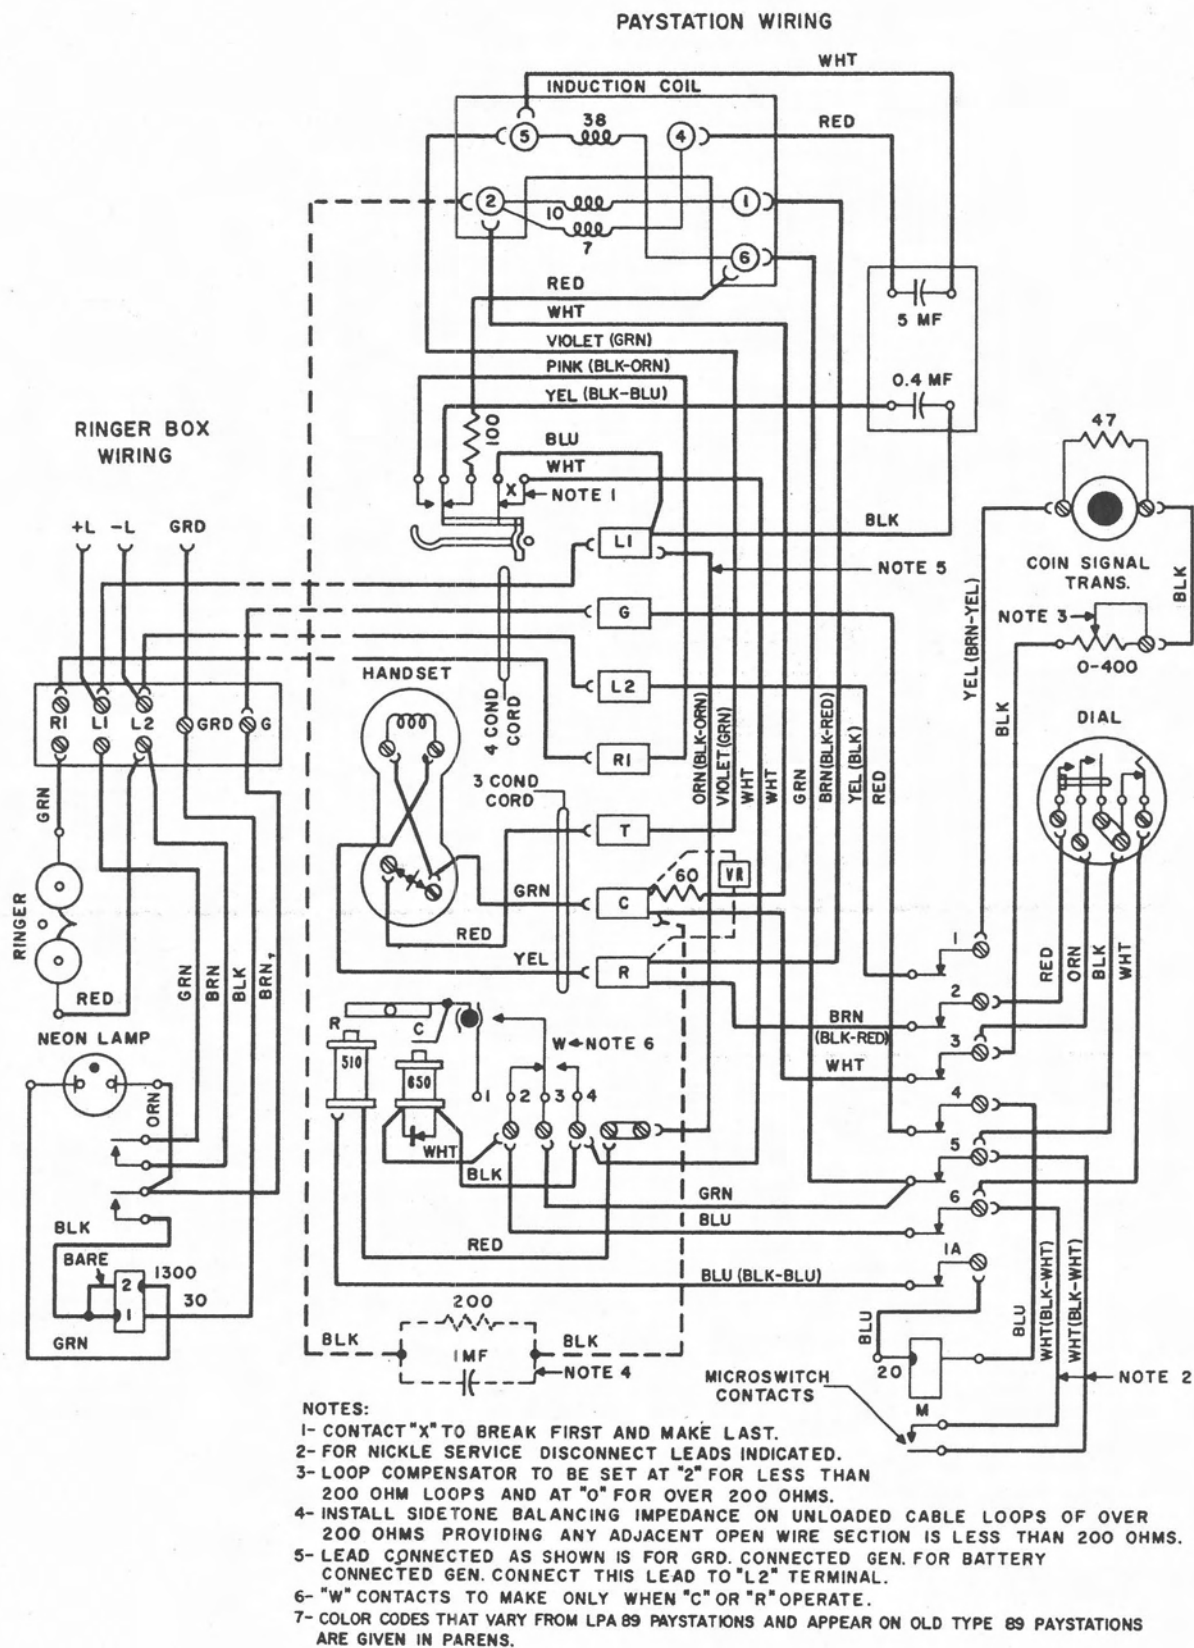 PAYSTATION WIRING
WHT
INDUCTION COIL
38
5
4
RED
2
10
7
1
6
RED
WHT
5 MF
VIOLET (GRN)
PINK (BLK-ORN)
YEL (BLK-BLU)
0.4 MF
RINGER BOX
WIRING
100
BLU
WHT
X
NOTE 1
47
+L -L GRD
BLK
L1
NOTE 5
COIN SIGNAL
TRANS.
BLK
YEL (BRN-YEL)
G
NOTE 3
0-400
HANDSET
L2
4 COND
CORD
R1 L1 L2 GRD G
BLK
DIAL
R1
ORN (BLK-ORN)
VIOLET (GRN)
WHT
WHT
GRN
BRN (BLK-RED)
YEL (BLK)
RED
3 COND
CORD
GRN
T
60
VR
GRN
C
RINGER
RED
YEL
R
RED
ORN
BLK
WHT
GRN
BRN
BLK
BRN,
RED
1
2
BRN
(BLK-RED)
3
WHT
NEON LAMP
R
C
510
650
W NOTE 6
1 2 3 4
4
ORN
WHT
BLK
5
GRN
6
BLU
BLK
RED
1A
BLU (BLK-BLU)
BARE
2
1300
1
30
GRN
200
BLK
1MF
BLK
NOTE 4
BLU
20
M
BLU
WHT (BLK-WHT)
WHT (BLK-WHT)
NOTE 2
MICROSWITCH
CONTACTS
NOTES:
1- CONTACT "X" TO BREAK FIRST AND MAKE LAST.
2- FOR NICKLE SERVICE DISCONNECT LEADS INDICATED.
3- LOOP COMPENSATOR TO BE SET AT "2" FOR LESS THAN
200 OHM LOOPS AND AT "0" FOR OVER 200 OHMS.
4- INSTALL SIDETONE BALANCING IMPEDANCE ON UNLOADED CABLE LOOPS OF OVER
200 OHMS PROVIDING ANY ADJACENT OPEN WIRE SECTION IS LESS THAN 200 OHMS.
5- LEAD CONNECTED AS SHOWN IS FOR GRD. CONNECTED GEN. FOR BATTERY
CONNECTED GEN. CONNECT THIS LEAD TO "L2" TERMINAL.
6- "W" CONTACTS TO MAKE ONLY WHEN "C" OR "R" OPERATE.
7- COLOR CODES THAT VARY FROM LPA 89 PAYSTATIONS AND APPEAR ON OLD TYPE 89 PAYSTATIONS
ARE GIVEN IN PARENS.